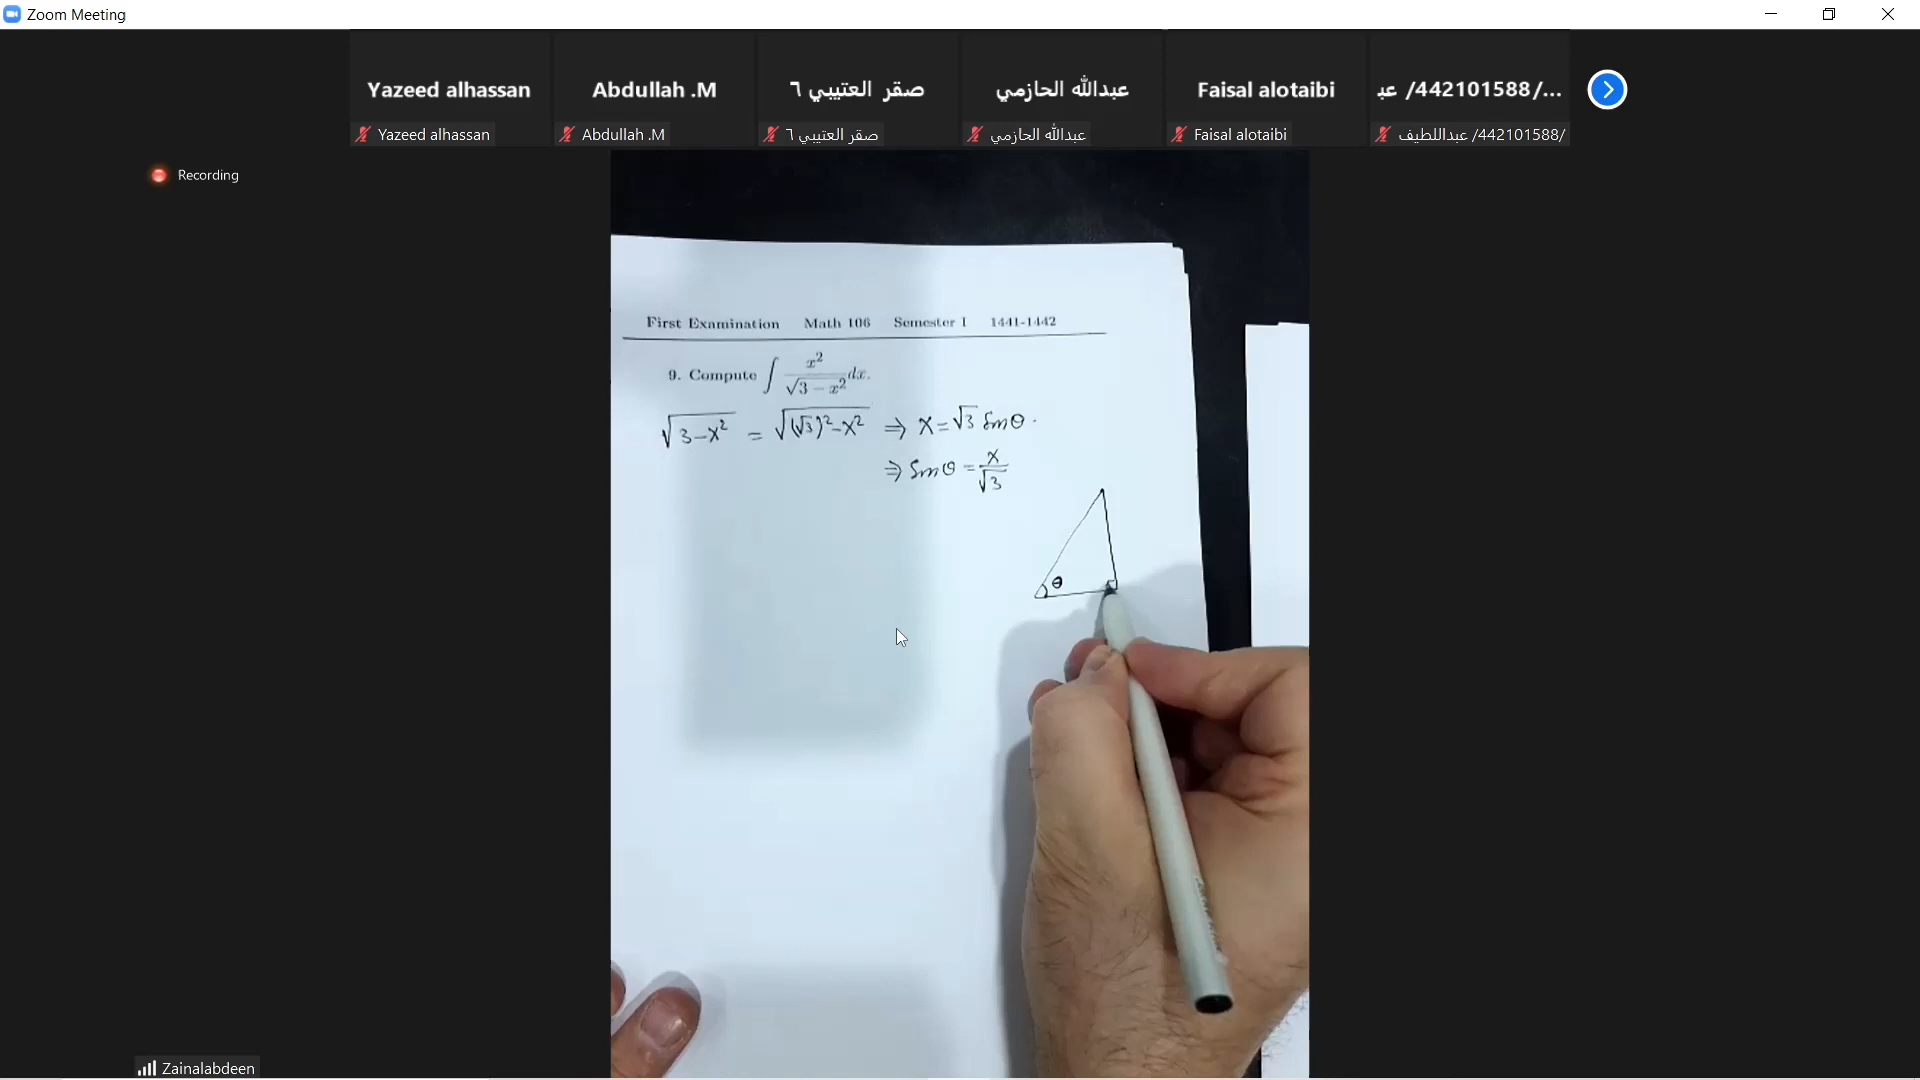 Zoom Meeting
Yazeed alhassan
Abdullah .M
صقر العتيبي ٦
عبدالله الحازمي
Faisal alotaibi
عبـ /442101588/...
Yazeed alhassan
Abdullah .M
صقر العتيبي ٦
عبدالله الحازمي
Faisal alotaibi
عبداللطيف /442101588/
Recording
First Examination Math 106 Semester I 1441-1442
9. Compute ∫ x²/√(3 − x²) dx.
√(3−x²) = √((√3)²−x²) ⇒ x=√3 Sinθ.
⇒ Sinθ = x/√3
θ
Zainalabdeen